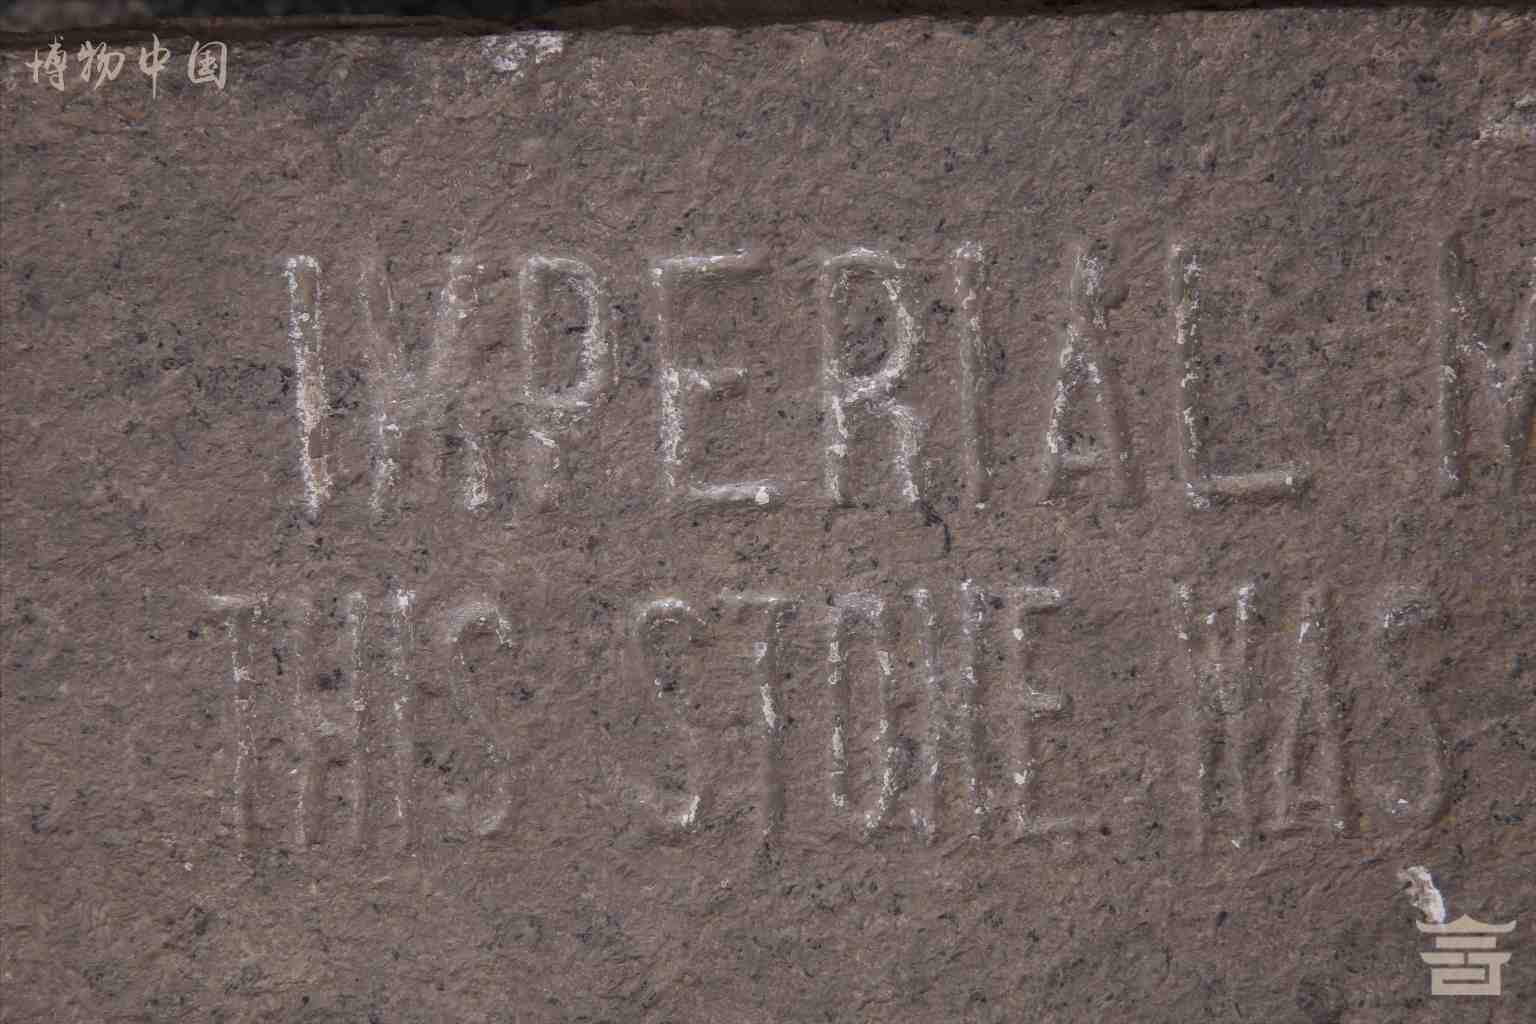 博物中国
IMPERIAL M
THIS STONE WAS